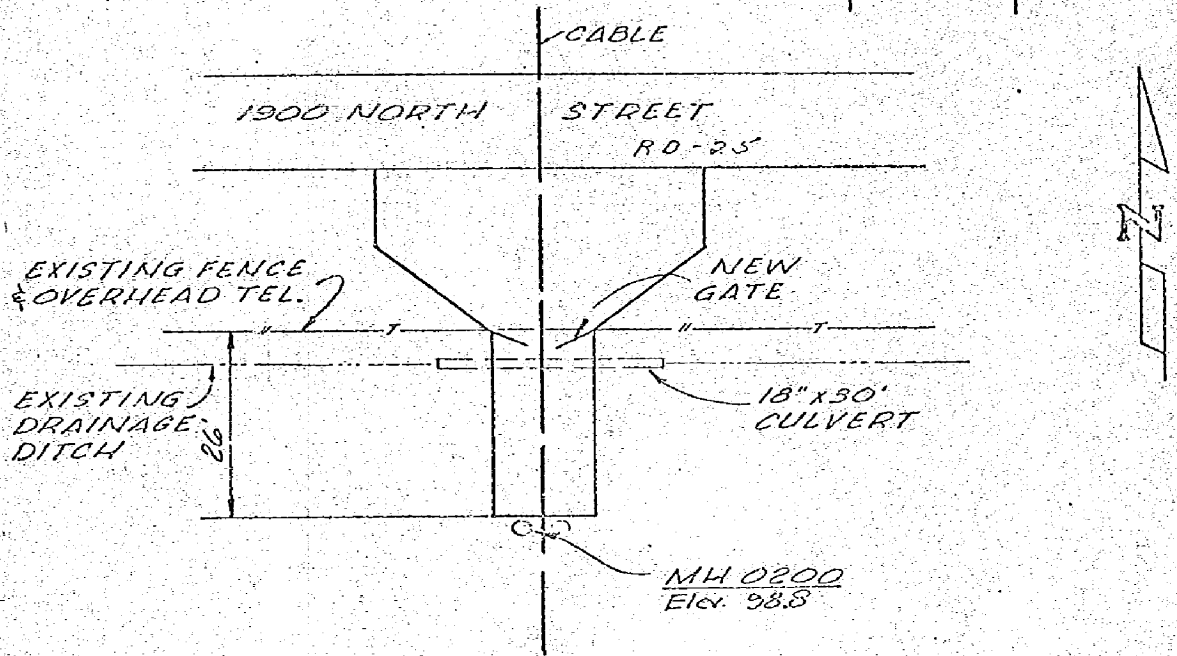 CABLE
1900 NORTH STREET
RD-25
EXISTING FENCE
& OVERHEAD TEL.
NEW
GATE
" T " T
EXISTING
DRAINAGE
DITCH
26'
18" x 30'
CULVERT
MH 0200
Elev. 98.8
N